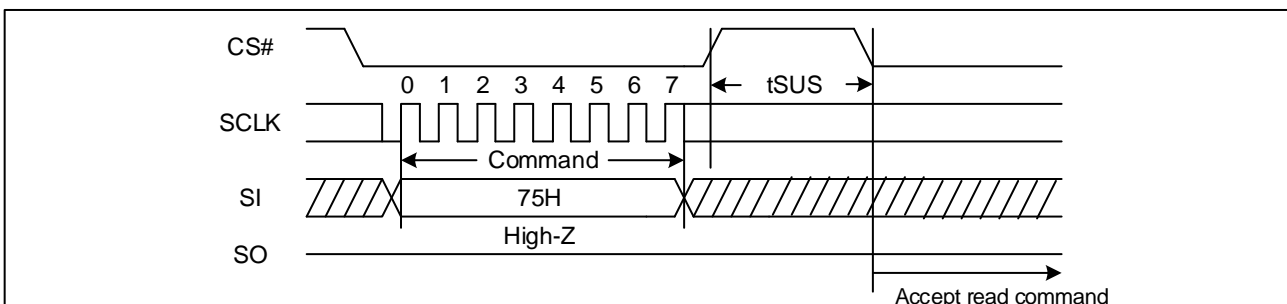 CS#
0 1 2 3 4 5 6 7
tSUS
SCLK
Command
SI
75H
High-Z
SO
Accept read command